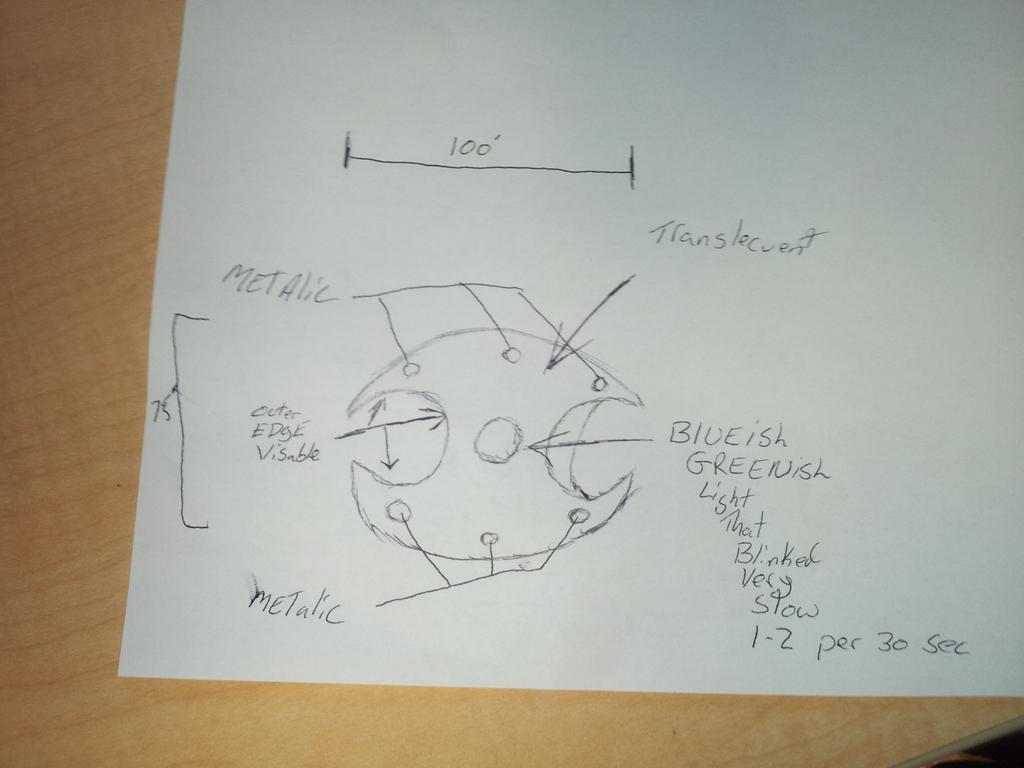 100'
Translecuent
METAlic
75
outer
EDGE
Visable
BLUEish
GREENish
Light
That
Blinked
Very
Slow
1-2 per 30 sec
METalic